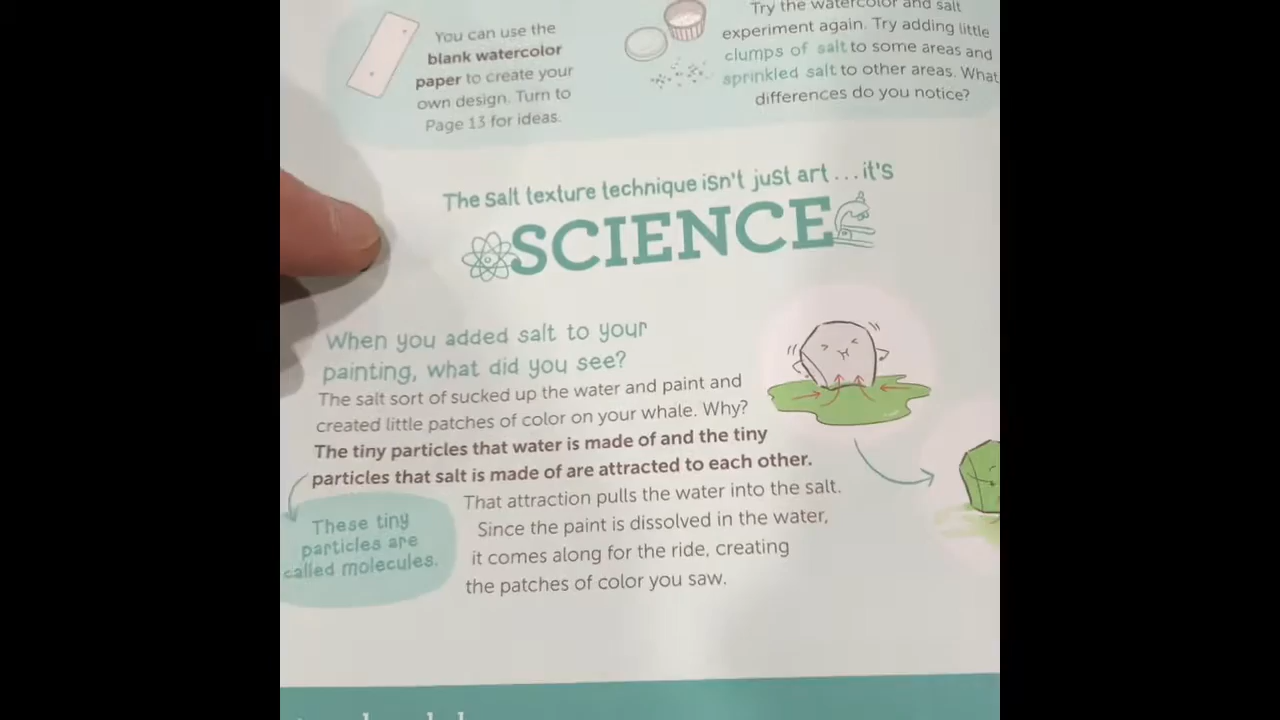 You can use the
blank watercolor
paper to create your
own design. Turn to
Page 13 for ideas.
Try the watercolor and salt
experiment again. Try adding little
clumps of salt to some areas and
sprinkled salt to other areas. What
differences do you notice?
The salt texture technique isn't just art...it's
SCIENCE
When you added salt to your
painting, what did you see?
The salt sort of sucked up the water and paint and
created little patches of color on your whale. Why?
The tiny particles that water is made of and the tiny
particles that salt is made of are attracted to each other.
That attraction pulls the water into the salt.
Since the paint is dissolved in the water,
it comes along for the ride, creating
the patches of color you saw.
These tiny
particles are
called molecules.